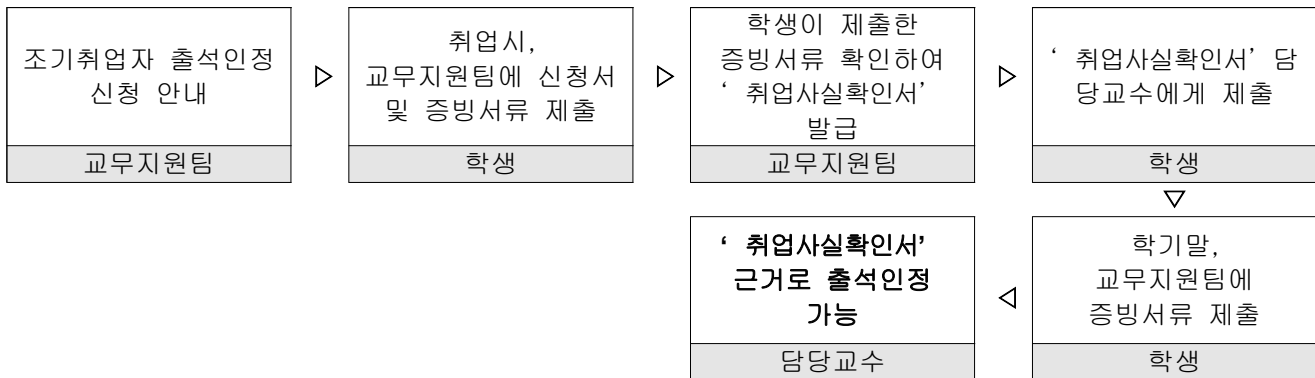 조기취업자 출석인정
신청 안내
교무지원팀
▷
취업시,
교무지원팀에 신청서
및 증빙서류 제출
학생
▷
학생이 제출한
증빙서류 확인하여
‘ 취업사실확인서’
발급
교무지원팀
▷
‘ 취업사실확인서’ 담
당교수에게 제출
학생
▽
학기말,
교무지원팀에
증빙서류 제출
학생
◁
‘ 취업사실확인서’
근거로 출석인정
가능
담당교수